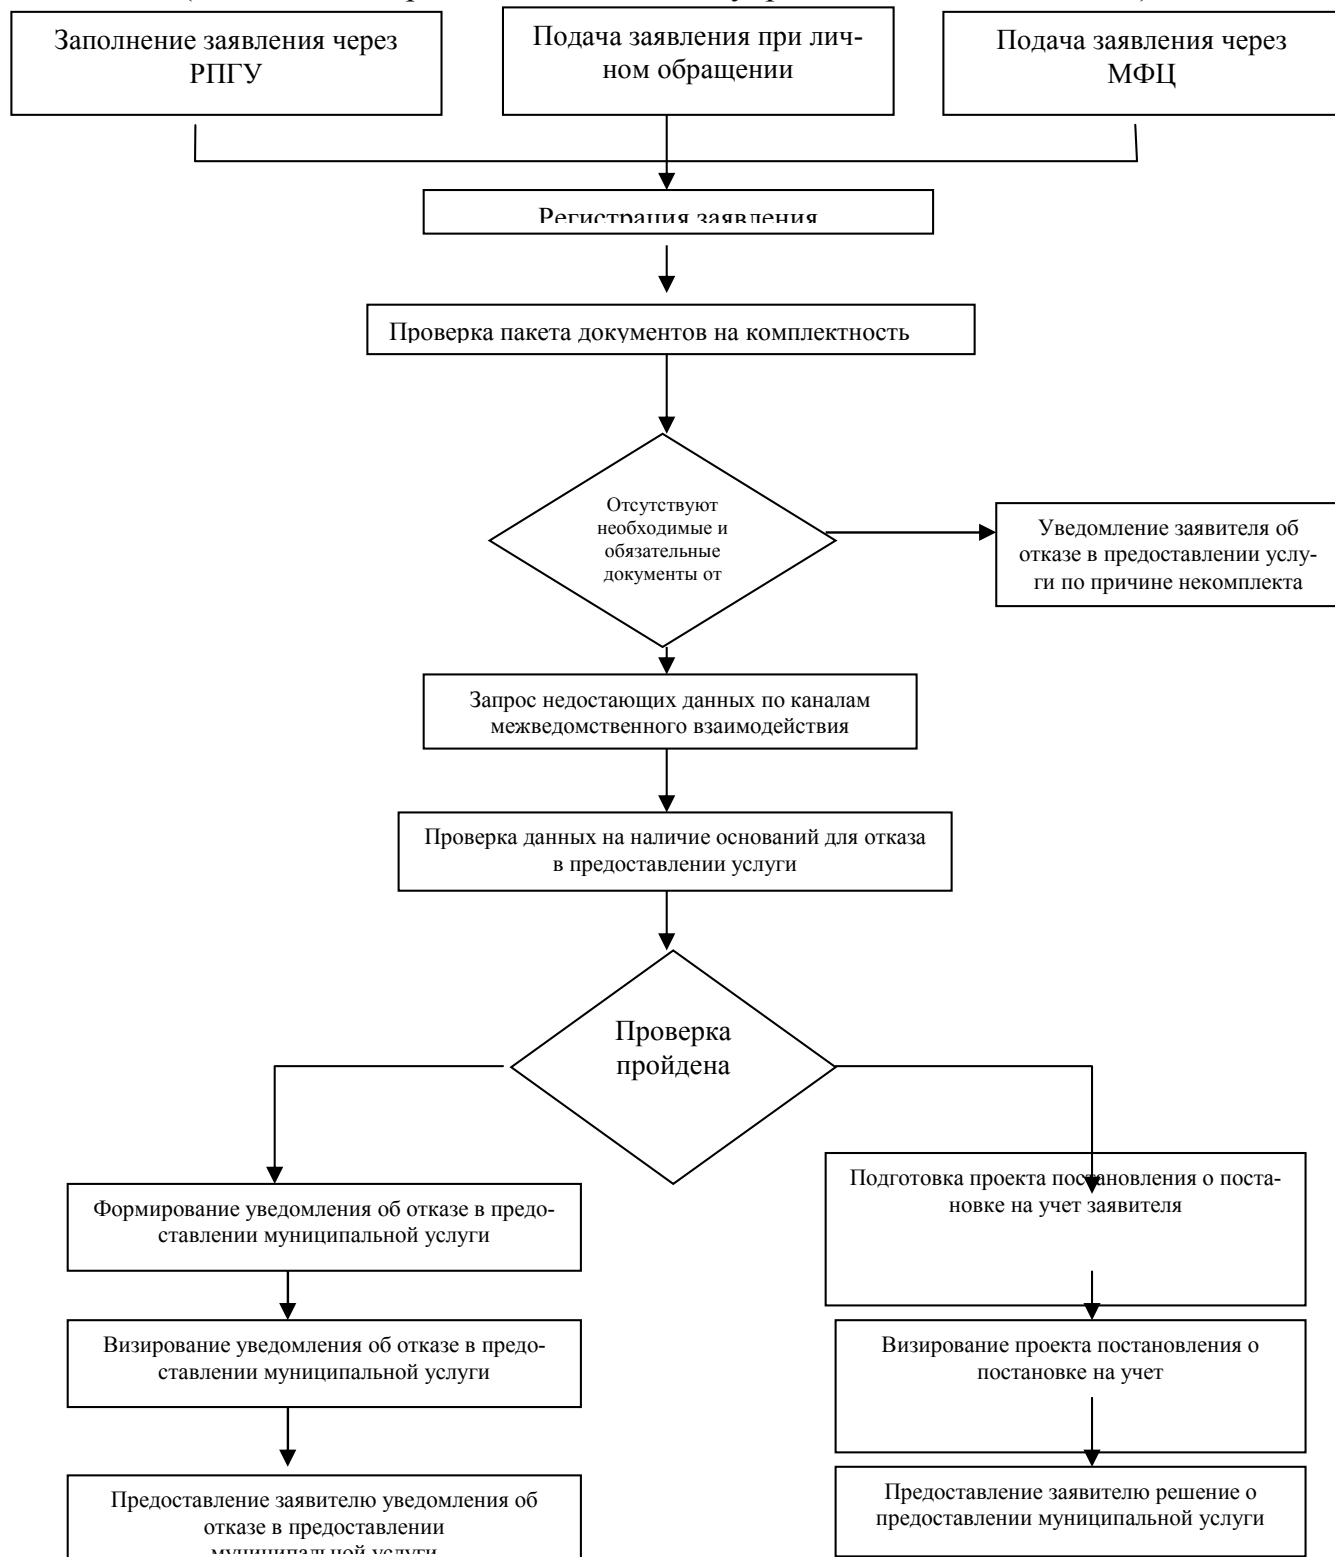 Заполнение заявления через
РПГУ
Подача заявления при лич-
ном обращении
Подача заявления через
МФЦ
Регистрация заявления
Проверка пакета документов на комплектность
Отсутствуют
необходимые и
обязательные
документы от
Уведомление заявителя об
отказе в предоставлении услу-
ги по причине некомплекта
Запрос недостающих данных по каналам
межведомственного взаимодействия
Проверка данных на наличие оснований для отказа
в предоставлении услуги
Проверка
пройдена
Формирование уведомления об отказе в предо-
ставлении муниципальной услуги
Подготовка проекта постановления о поста-
новке на учет заявителя
Визирование уведомления об отказе в предо-
ставлении муниципальной услуги
Визирование проекта постановления о
постановке на учет
Предоставление заявителю уведомления об
отказе в предоставлении
муниципальной услуги
Предоставление заявителю решение о
предоставлении муниципальной услуги